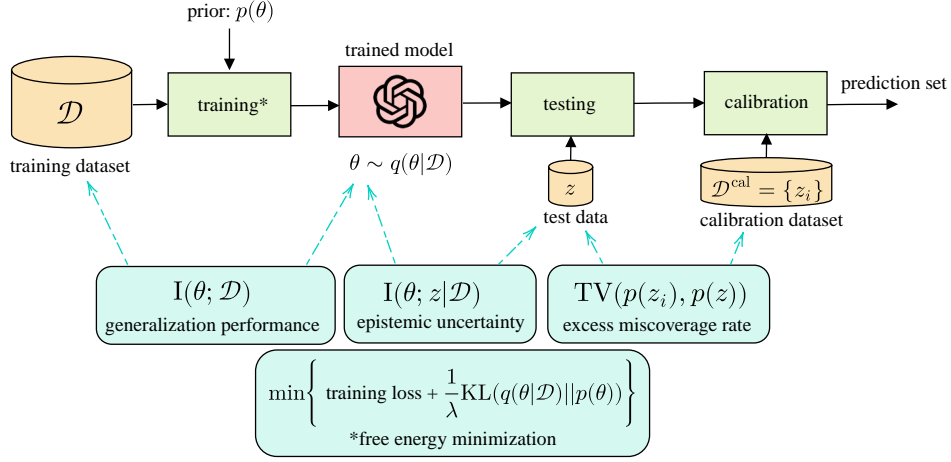 prior: p(θ)
trained model
prediction set
𝒟
training*
testing
calibration
training dataset
θ ∼ q(θ|𝒟)
z
𝒟^cal = {z_i}
test data
calibration dataset
I(θ; 𝒟)
generalization performance
I(θ; z|𝒟)
epistemic uncertainty
TV(p(z_i), p(z))
excess miscoverage rate
min{ training loss + 1/λ KL(q(θ|𝒟)||p(θ)) }
*free energy minimization